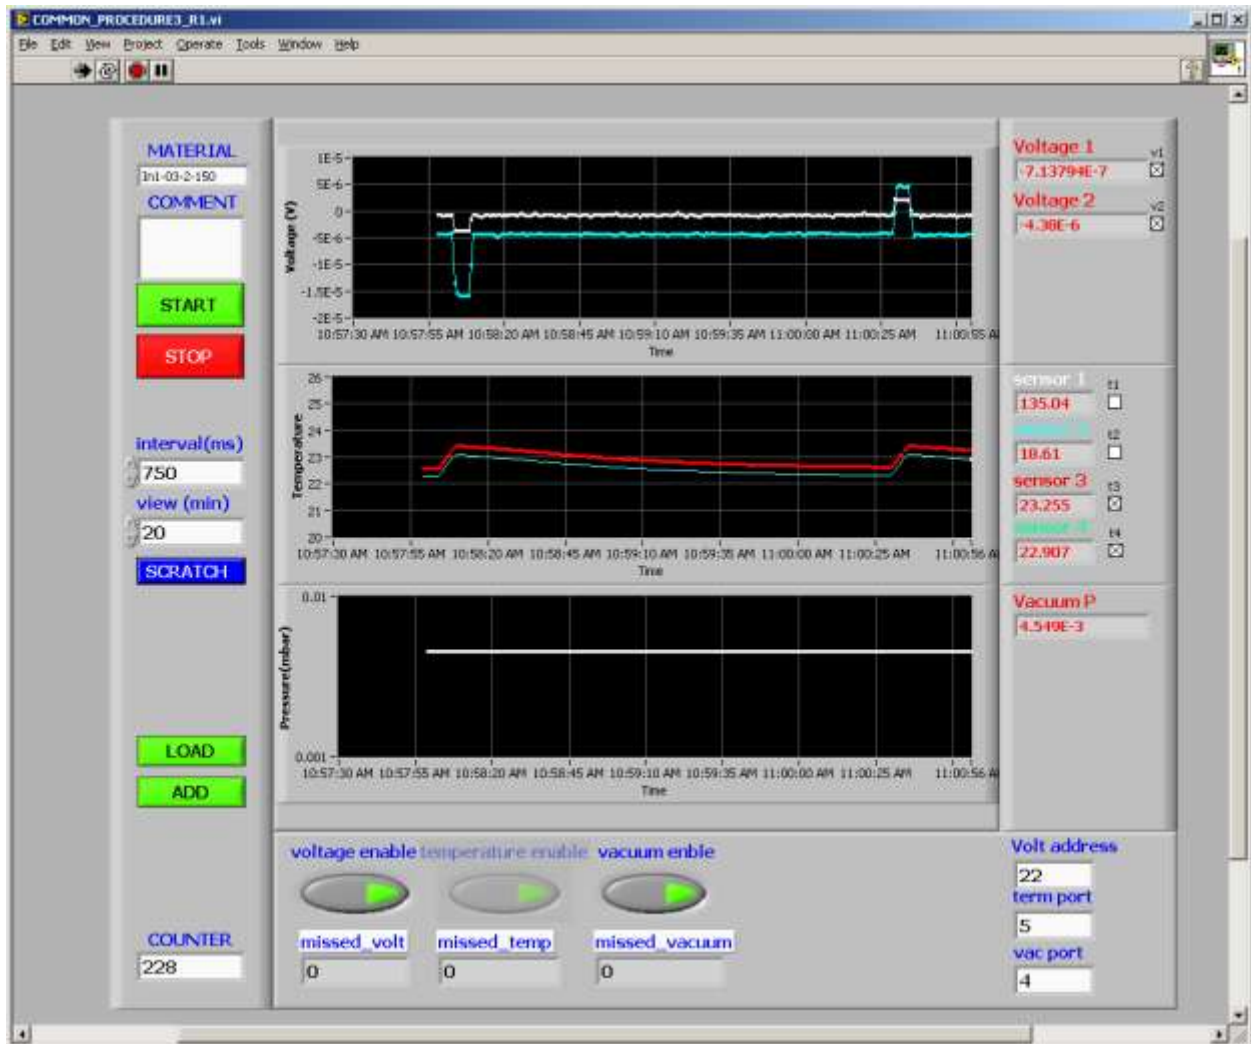 COMMON_PROCEDURE3_R1.vi
File Edit View Project Operate Tools Window Help
MATERIAL
In1-03-2-150
COMMENT
START
STOP
interval(ms)
750
view (min)
20
SCRATCH
LOAD
ADD
COUNTER
228
Voltage (V)
1E-5
5E-6
0
-5E-6
-1E-5
-1.5E-5
-2E-5
10:57:30 AM 10:57:55 AM 10:58:20 AM 10:58:45 AM 10:59:10 AM 10:59:35 AM 11:00:00 AM 11:00:25 AM 11:00:55 A
Time
Temperature
26
25
24
23
22
21
20
10:57:30 AM 10:57:55 AM 10:58:20 AM 10:58:45 AM 10:59:10 AM 10:59:35 AM 11:00:00 AM 11:00:25 AM 11:00:56 A
Time
Pressure(mbar)
0.01
0.001
10:57:30 AM 10:57:55 AM 10:58:20 AM 10:58:45 AM 10:59:10 AM 10:59:35 AM 11:00:00 AM 11:00:25 AM 11:00:56 A
Time
Voltage 1 v1
-7.13794E-7
Voltage 2 v2
-4.38E-6
sensor 1 t1
135.04
t2
18.61
sensor 3 t3
23.255
sensor 4 t4
22.907
Vacuum P
4.549E-3
voltage enable temperature enable vacuum enble
missed_volt missed_temp missed_vacuum
0 0 0
Volt address
22
term port
5
vac port
4